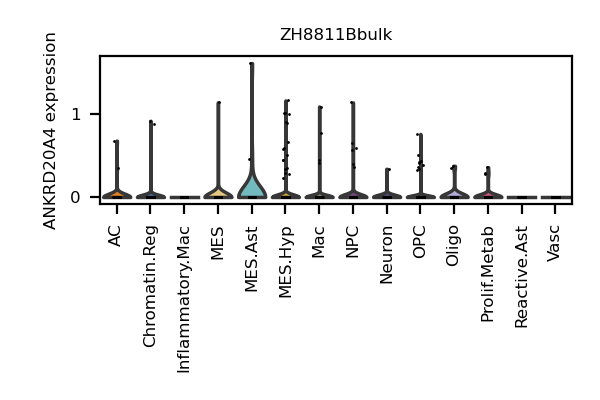 ZH8811Bbulk
ANKRD20A4 expression
1
0
AC
Chromatin.Reg
Inflammatory.Mac
MES
MES.Ast
MES.Hyp
Mac
NPC
Neuron
OPC
Oligo
Prolif.Metab
Reactive.Ast
Vasc